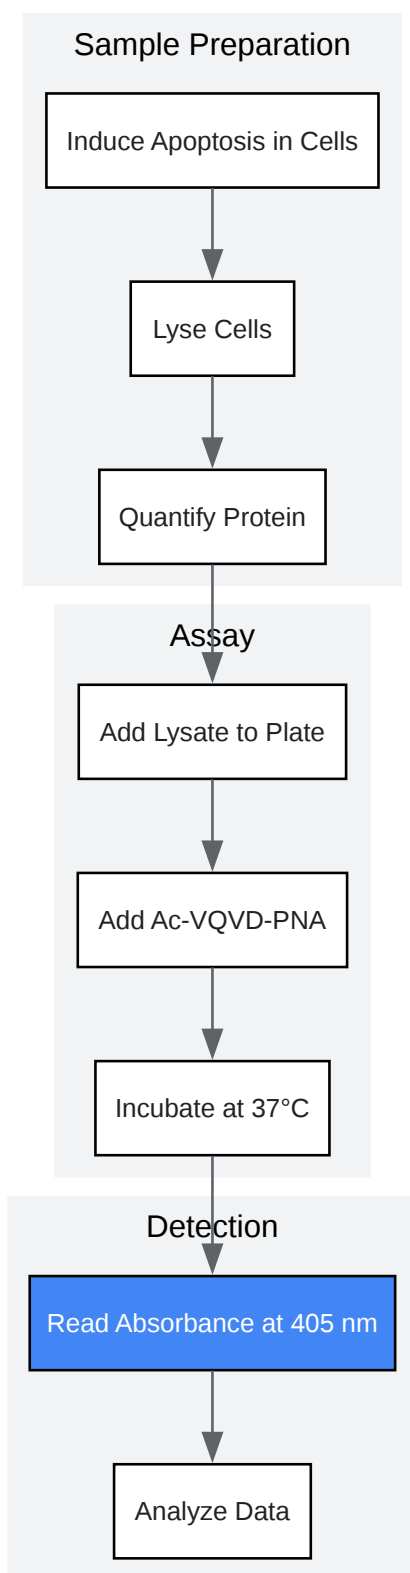 Sample Preparation
Induce Apoptosis in Cells
Lyse Cells
Quantify Protein
Assay
Add Lysate to Plate
Add Ac-VQVD-PNA
Incubate at 37°C
Detection
Read Absorbance at 405 nm
Analyze Data